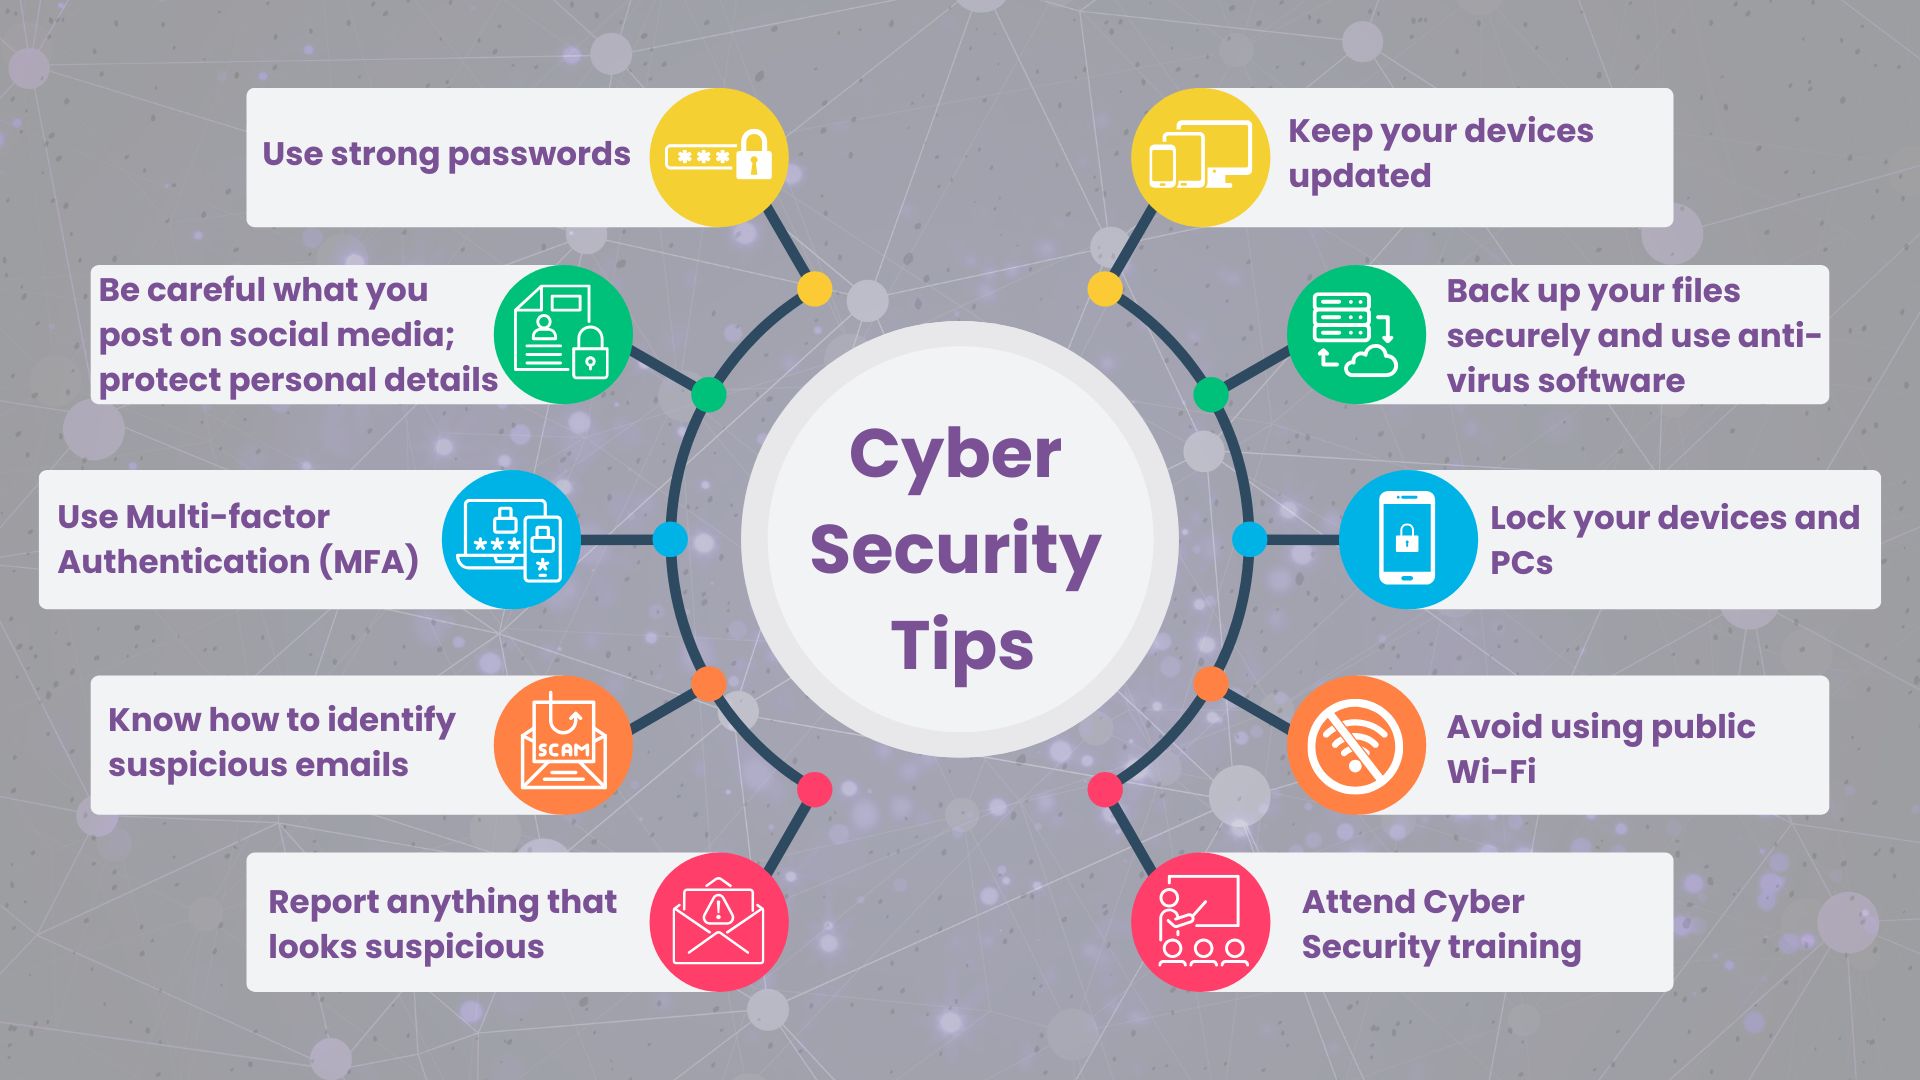 Cyber
Security
Tips
Use strong passwords
Be careful what you
post on social media;
protect personal details
Use Multi-factor
Authentication (MFA)
Know how to identify
suspicious emails
SCAM
Report anything that
looks suspicious
Keep your devices
updated
Back up your files
securely and use anti-
virus software
Lock your devices and
PCs
Avoid using public
Wi-Fi
Attend Cyber
Security training